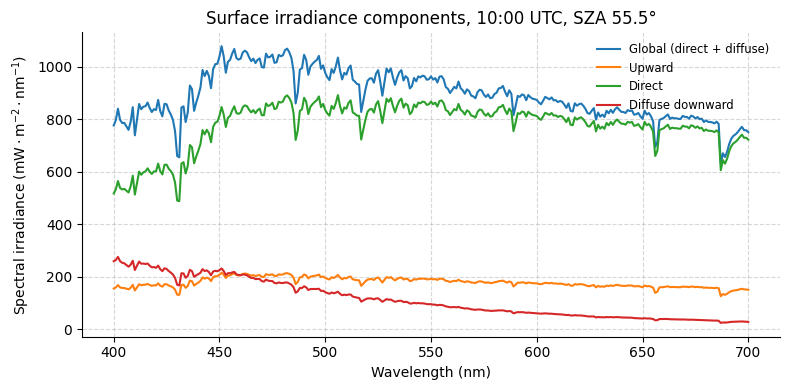 Surface irradiance components, 10:00 UTC, SZA 55.5°
Spectral irradiance (mW · m⁻² · nm⁻¹)
1000
800
600
400
200
0
Global (direct + diffuse)
Upward
Direct
Diffuse downward
400
450
500
550
600
650
700
Wavelength (nm)